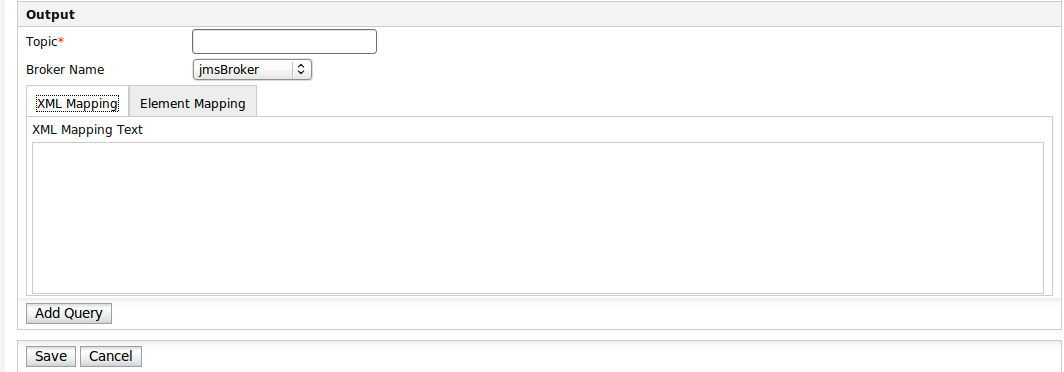 Output
Topic*
Broker Name jmsBroker
XML Mapping Element Mapping
XML Mapping Text
Add Query
Save Cancel